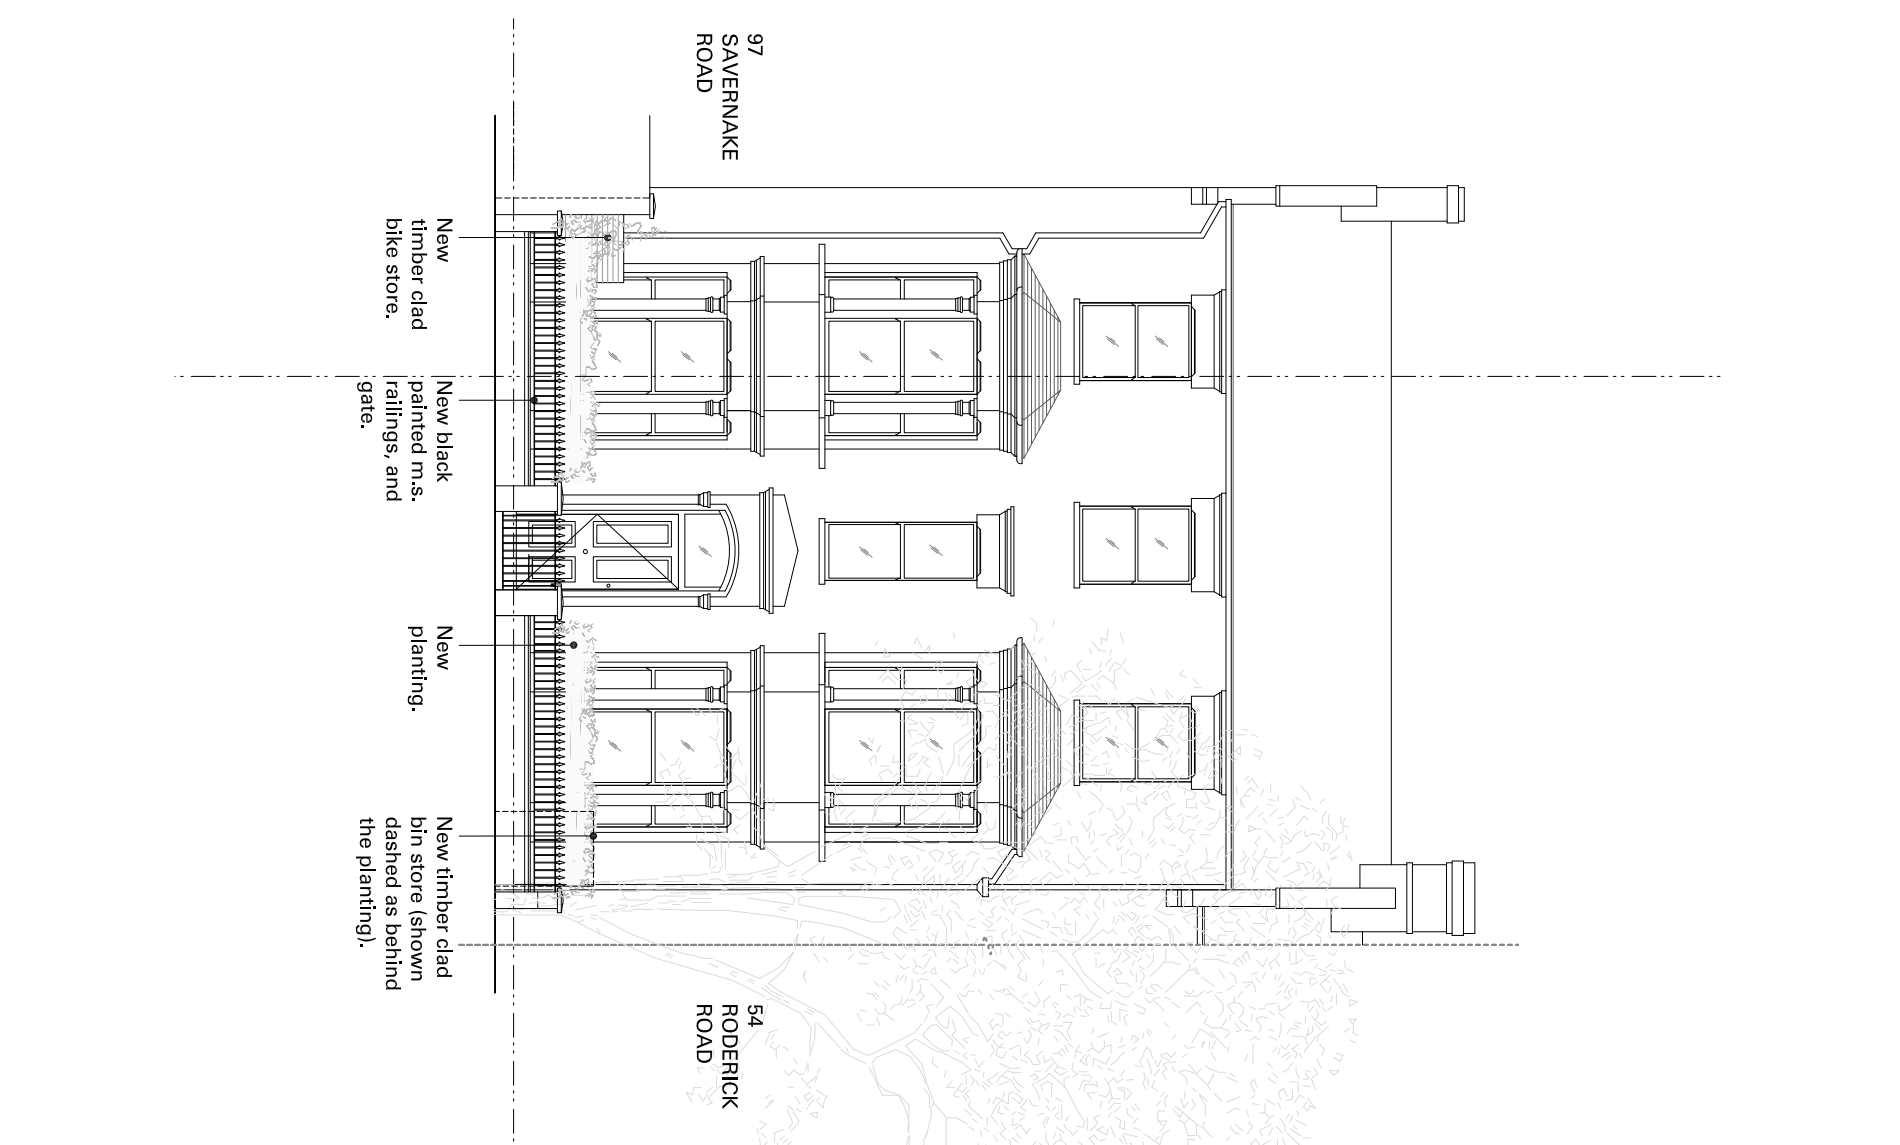 97
SAVERNAKE
ROAD
54
RODERICK
ROAD
New
timber clad
bike store.
New black
painted m.s.
railings, and
gate.
New
planting.
New timber clad
bin store (shown
dashed as behind
the planting).